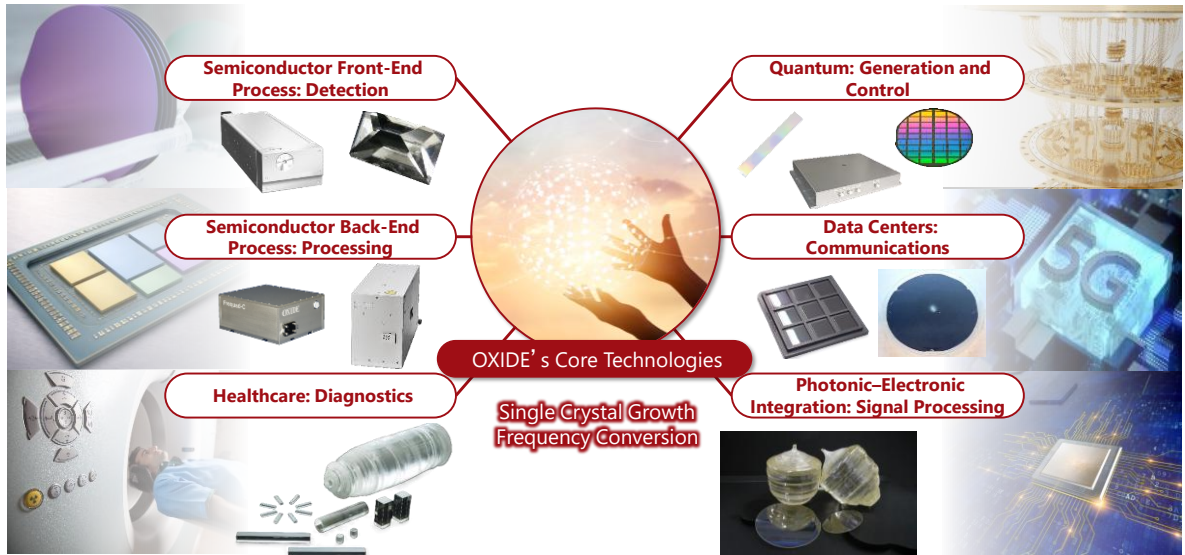 Semiconductor Front-End
Process: Detection
Quantum: Generation and
Control
Semiconductor Back-End
Process: Processing
OXIDE
Data Centers:
Communications
5G
OXIDE's Core Technologies
Healthcare: Diagnostics
Photonic–Electronic
Integration: Signal Processing
Single Crystal Growth
Frequency Conversion